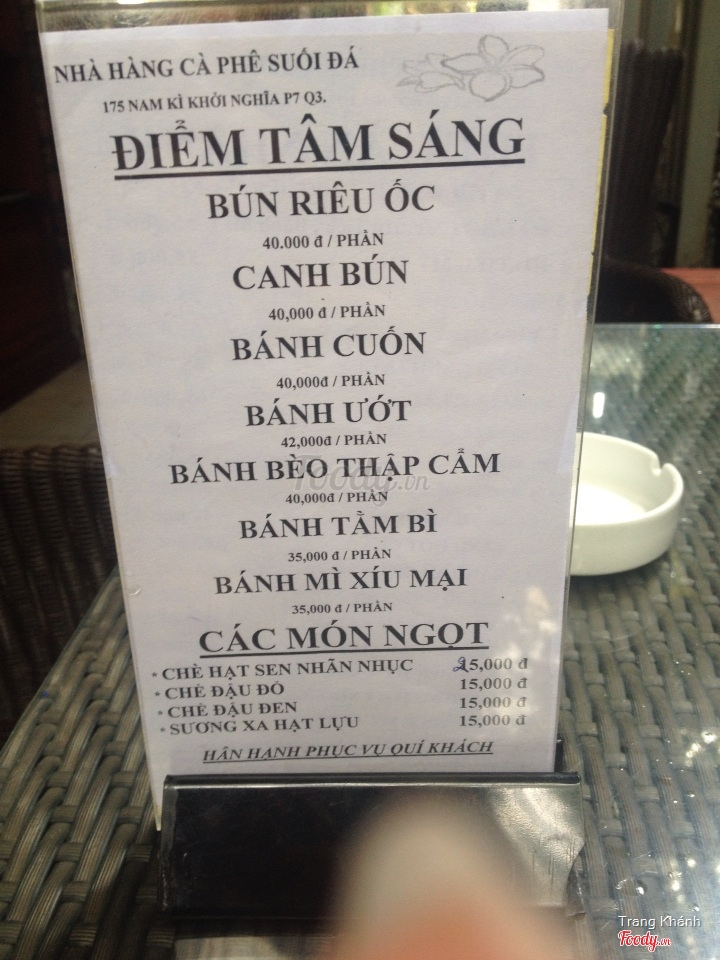 NHÀ HÀNG CÀ PHÊ SUỐI ĐÁ
175 NAM KÌ KHỞI NGHĨA P7 Q3.
ĐIỂM TÂM SÁNG
BÚN RIÊU ỐC
40.000 đ / PHẦN
CANH BÚN
40,000 đ / PHẦN
BÁNH CUỐN
40,000đ / PHẦN
BÁNH ƯỚT
42,000đ / PHẦN
BÁNH BÈO THẬP CẨM
40,000đ / PHẦN
BÁNH TẰM BÌ
35,000 đ / PHẦN
BÁNH MÌ XÍU MẠI
35,000 đ / PHẦN
CÁC MÓN NGỌT
* CHÈ HẠT SEN NHÃN NHỤC 25,000 đ
* CHÈ ĐẬU ĐỎ 15,000 đ
* CHÈ ĐẬU ĐEN 15,000 đ
* SƯƠNG XA HẠT LỰU 15,000 đ
HÂN HẠNH PHỤC VỤ QUÍ KHÁCH
Foody.vn
Trang Khánh
Foody.vn